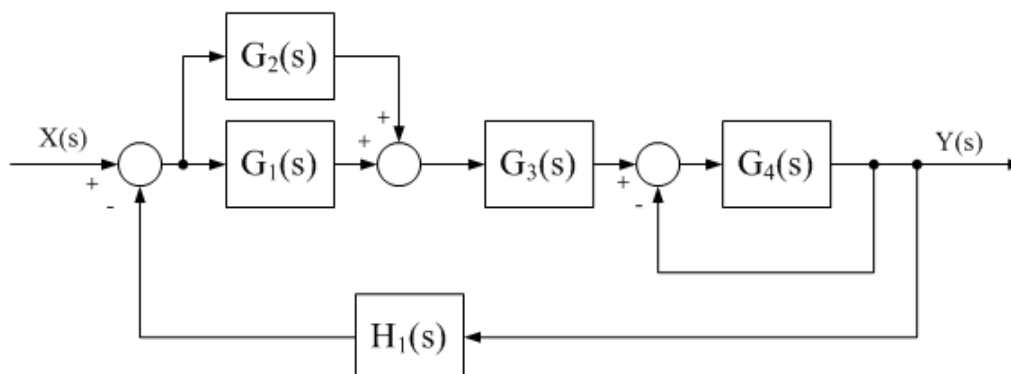 G₂(s)
X(s) + - G₁(s) + + G₃(s) + - G₄(s) Y(s)
H₁(s)